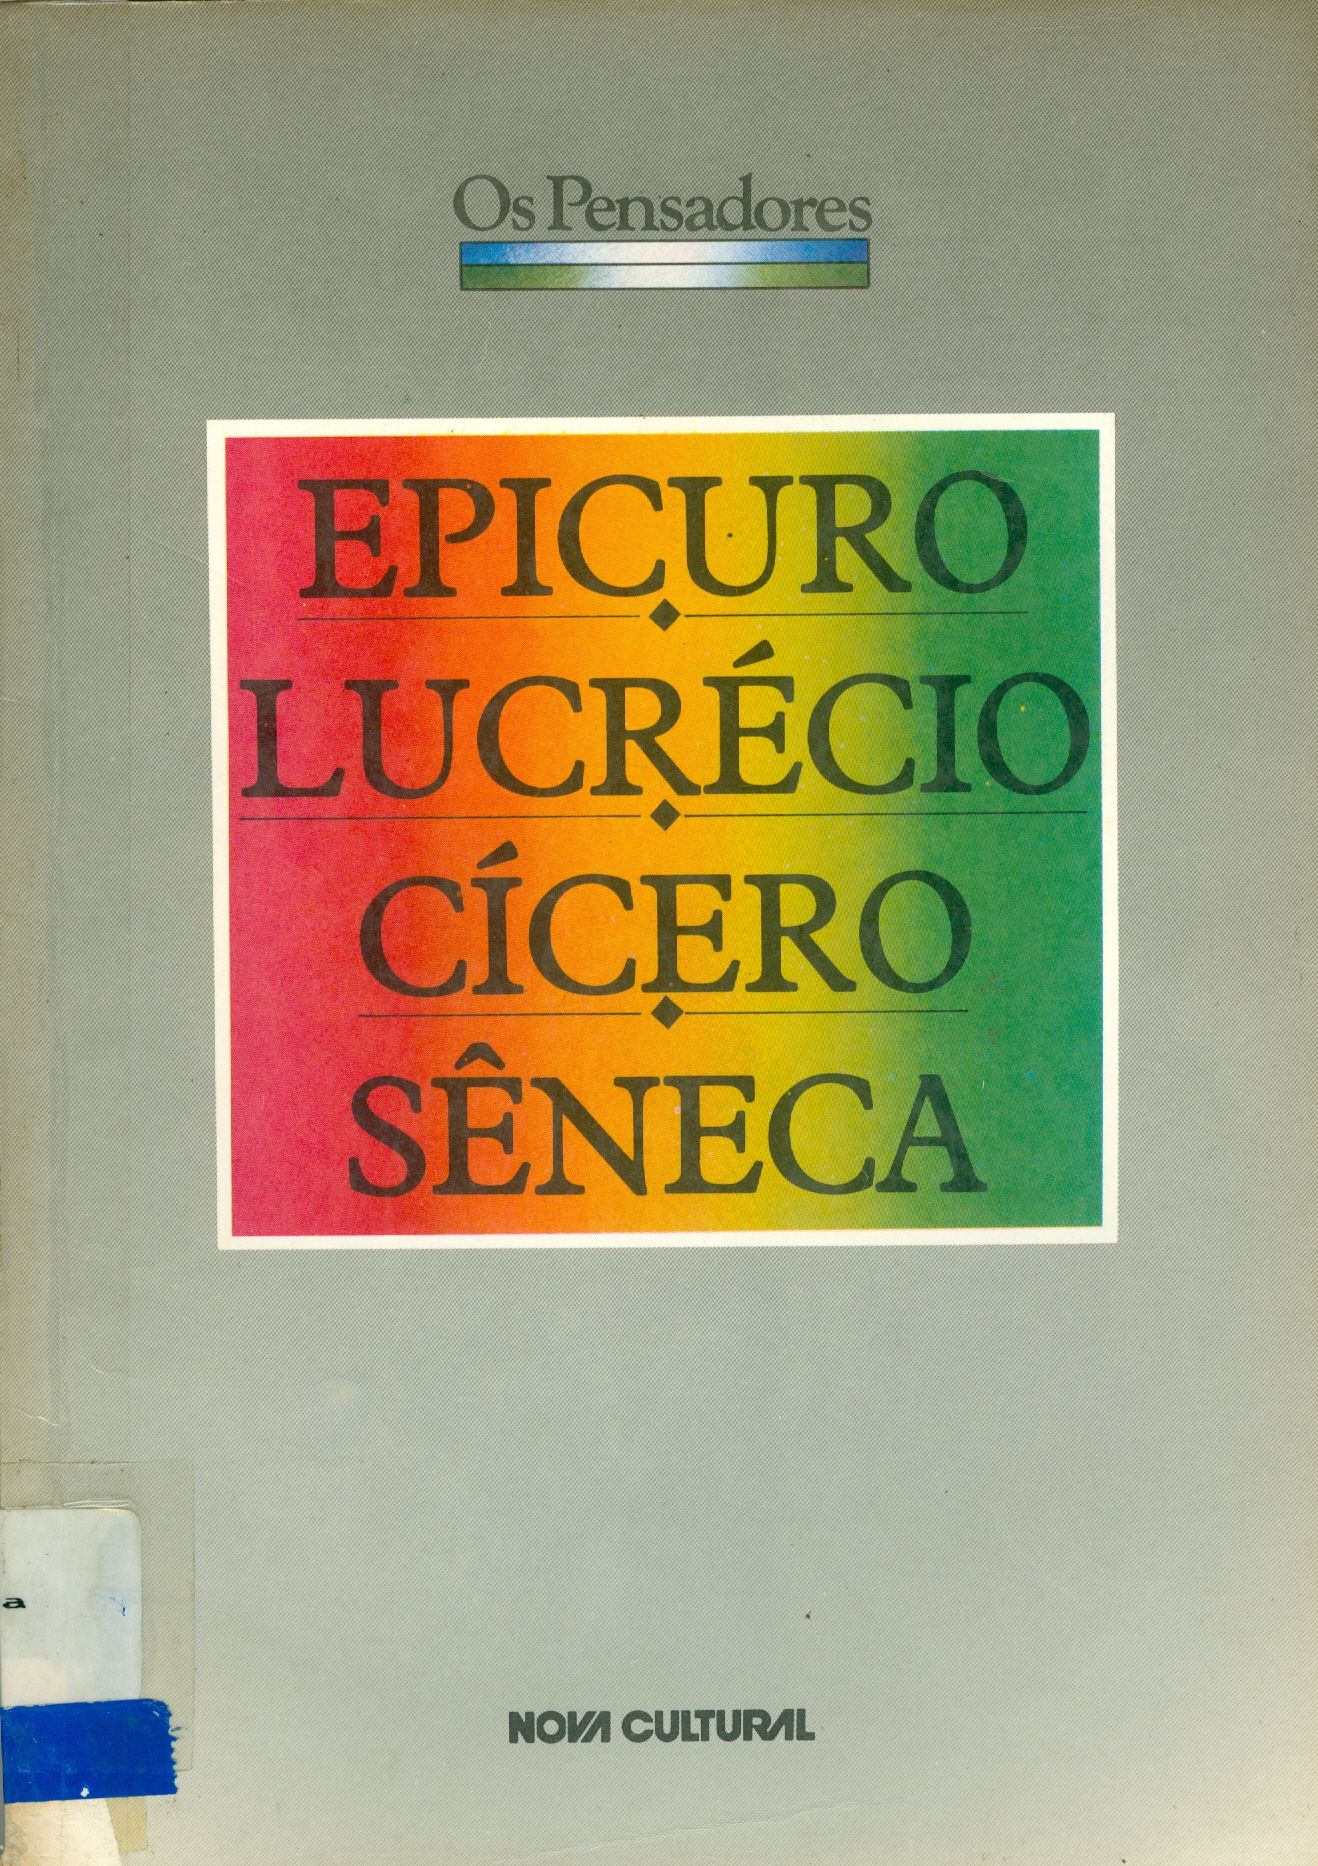 Os Pensadores
EPICURO
LUCRÉCIO
CÍCERO
SÊNECA
a
NOVA CULTURAL